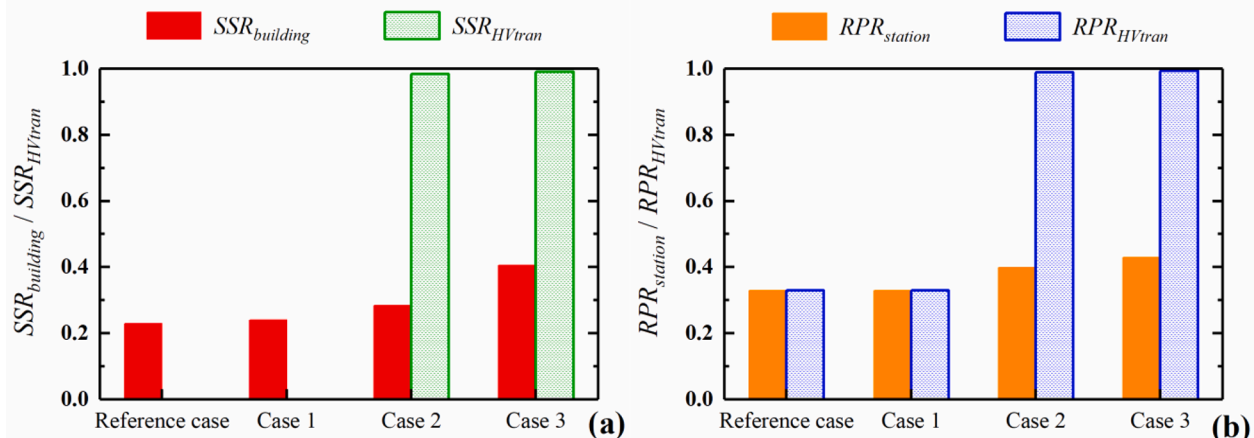 SSR_building SSR_HVtran
SSR_building / SSR_HVtran
1.0
0.8
0.6
0.4
0.2
0.0
Reference case Case 1 Case 2 Case 3
(a)
RPR_station RPR_HVtran
RPR_station / RPR_HVtran
1.0
0.8
0.6
0.4
0.2
0.0
Reference case Case 1 Case 2 Case 3
(b)